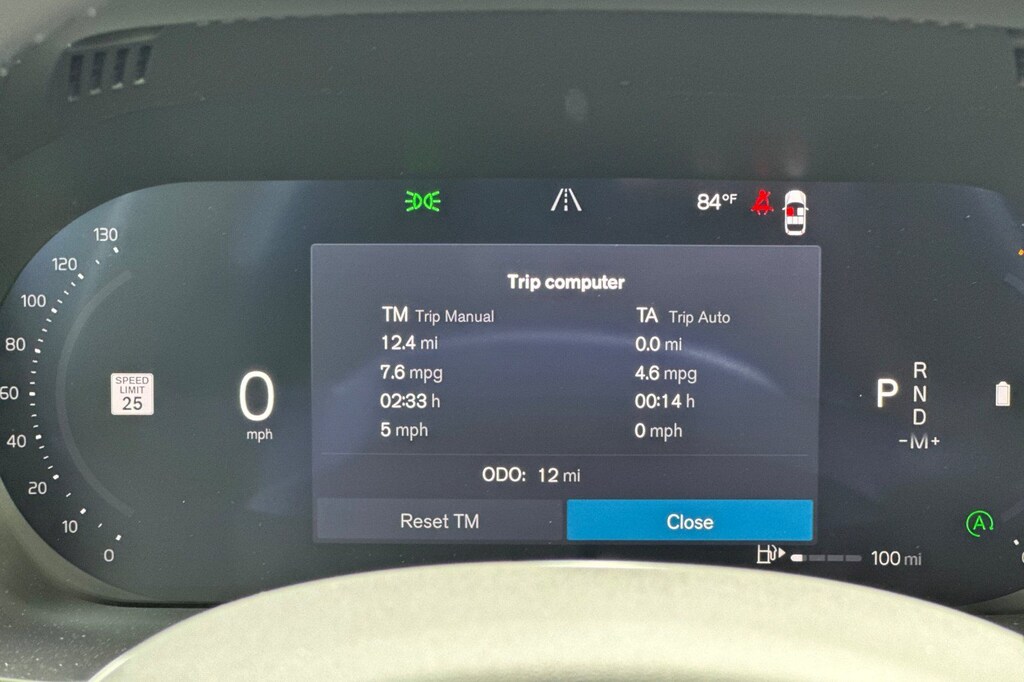 84°F
130
120
100
80
60
40
20
10
0
SPEED
LIMIT
25
0
mph
Trip computer
TM Trip Manual
12.4 mi
7.6 mpg
02:33 h
5 mph
TA Trip Auto
0.0 mi
4.6 mpg
00:14 h
0 mph
ODO: 12 mi
Reset TM
Close
P
R
N
D
-M+
A
100 mi